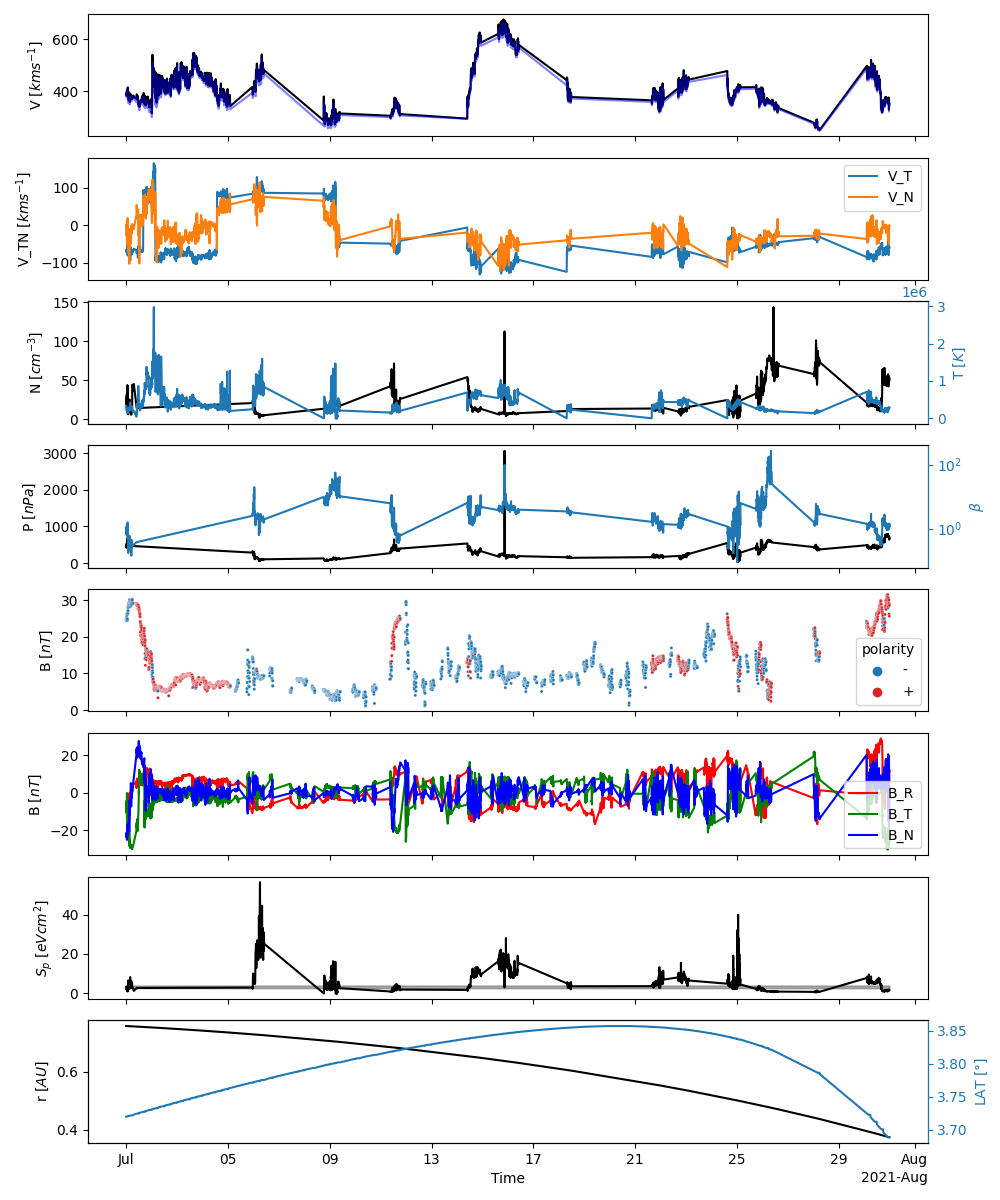 600
400
V [kms⁻¹]
100
0
−100
V_TN [kms⁻¹]
V_T
V_N
1e6
150
100
50
0
N [cm⁻³]
3
2
1
0
T [K]
3000
2000
1000
0
P [nPa]
10²
10⁰
β
30
20
10
0
B [nT]
polarity
-
+
20
0
−20
B [nT]
B_R
B_T
B_N
40
20
0
Sₚ [eVcm²]
0.6
0.4
r [AU]
3.85
3.80
3.75
3.70
LAT [°]
Jul 05 09 13 17 21 25 29 Aug
Time
2021-Aug